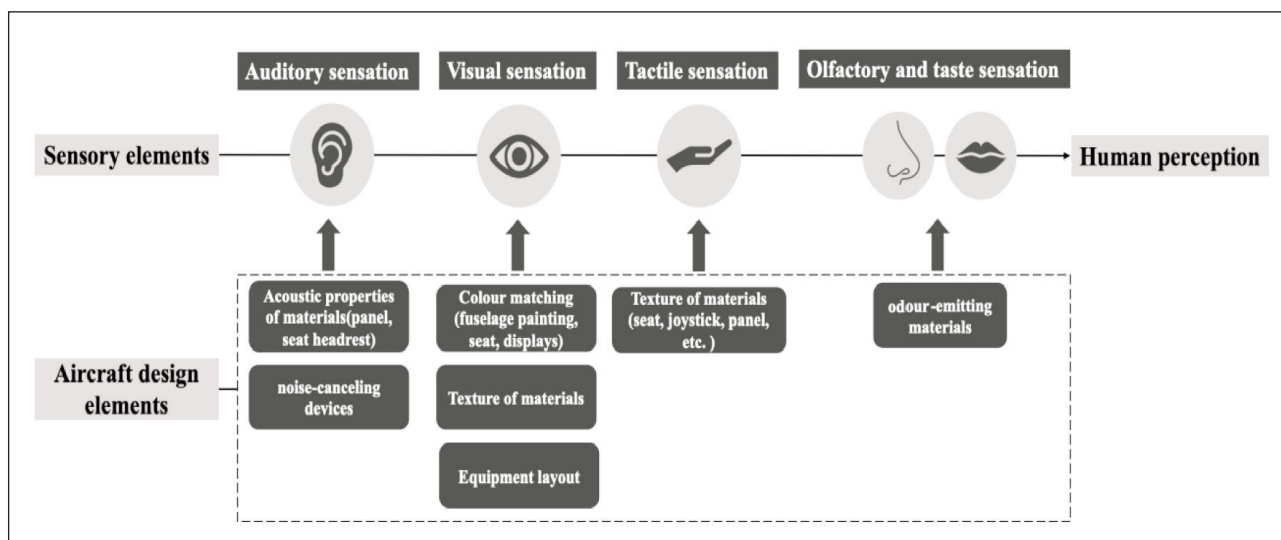 Auditory sensation
Visual sensation
Tactile sensation
Olfactory and taste sensation
Sensory elements
Human perception
Acoustic properties
of materials(panel,
seat headrest)
Colour matching
(fuselage painting,
seat, displays)
Texture of materials
(seat, joystick, panel,
etc. )
odour-emitting
materials
Aircraft design
elements
noise-canceling
devices
Texture of materials
Equipment layout